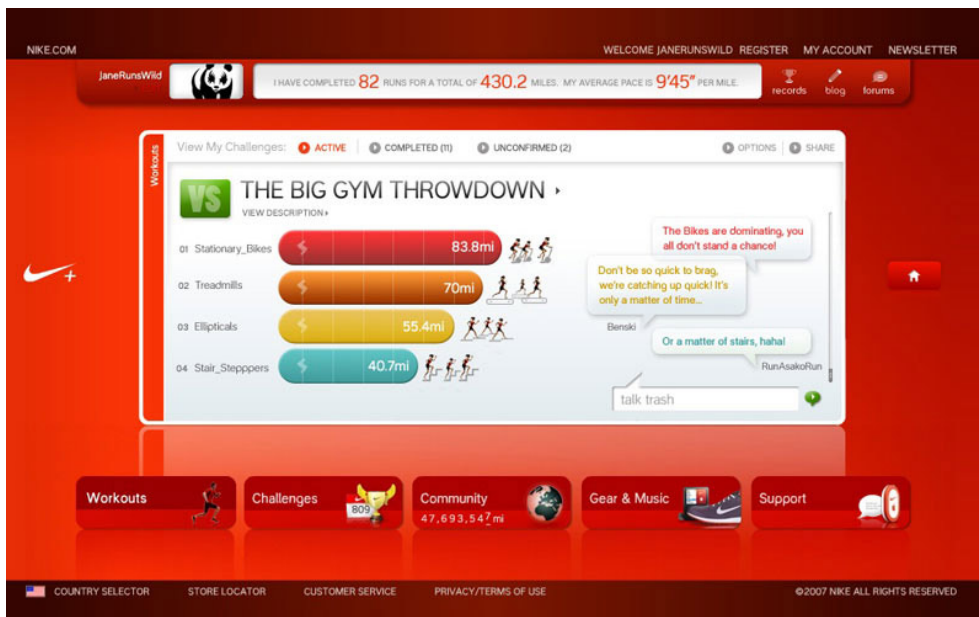 NIKE.COM
WELCOME JANERUNSWILD REGISTER MY ACCOUNT NEWSLETTER
JaneRunsWild
I HAVE COMPLETED 82 RUNS FOR A TOTAL OF 430.2 MILES. MY AVERAGE PACE IS 9'45" PER MILE.
records blog forums
Workouts
View My Challenges: ACTIVE COMPLETED (11) UNCONFIRMED (2) OPTIONS SHARE
VS THE BIG GYM THROWDOWN
VIEW DESCRIPTION
01 Stationary_Bikes 83.8mi
02 Treadmills 70mi
03 Ellipticals 55.4mi
04 Stair_Stepppers 40.7mi
The Bikes are dominating, you
all don't stand a chance!
Don't be so quick to brag,
we're catching up quick! It's
only a matter of time...
Benski
Or a matter of stairs, haha!
RunAsakoRun
talk trash
Workouts
Challenges
809
Community
47,693,547 mi
Gear & Music
Support
COUNTRY SELECTOR STORE LOCATOR CUSTOMER SERVICE PRIVACY/TERMS OF USE ©2007 NIKE ALL RIGHTS RESERVED